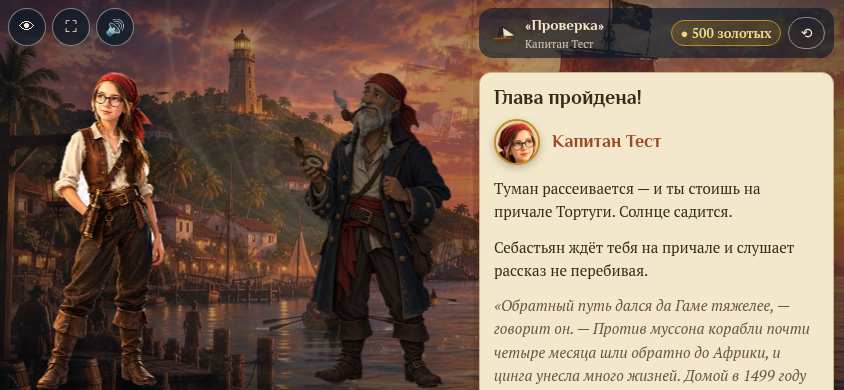 «Проверка»
Капитан Тест
● 500 золотых
Глава пройдена!
Капитан Тест
Туман рассеивается — и ты стоишь на
причале Тортуги. Солнце садится.
Себастьян ждёт тебя на причале и слушает
рассказ не перебивая.
«Обратный путь дался да Гаме тяжелее, —
говорит он. — Против муссона корабли почти
четыре месяца шли обратно до Африки, и
цинга унесла много жизней. Домой в 1499 году